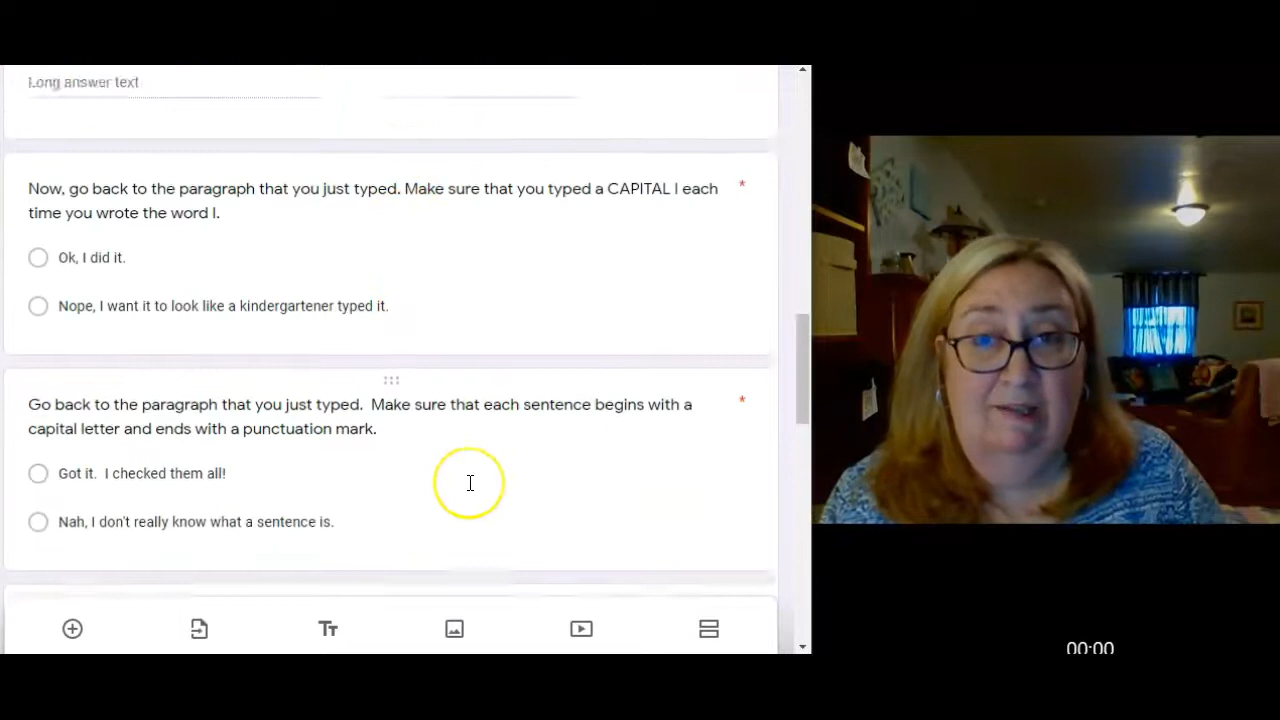 Long answer text
Now, go back to the paragraph that you just typed. Make sure that you typed a CAPITAL I each *
time you wrote the word I.
Ok, I did it.
Nope, I want it to look like a kindergartener typed it.
Go back to the paragraph that you just typed.  Make sure that each sentence begins with a *
capital letter and ends with a punctuation mark.
Got it.  I checked them all!
Nah, I don't really know what a sentence is.
Tт
00:00